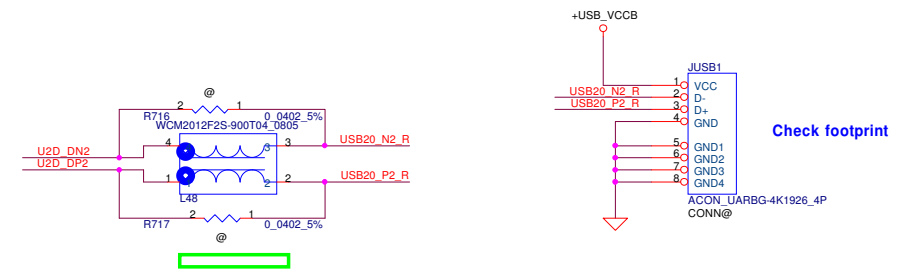 +USB_VCCB
JUSB1
1 VCC
USB20_N2_R 2 D-
USB20_P2_R 3 D+
4 GND
5 GND1
6 GND2
7 GND3
8 GND4
ACON_UARBG-4K1926_4P
CONN@
Check footprint
@
2 1
R716 0_0402_5%
WCM2012F2S-900T04_0805
U2D_DN2 4 3 3 USB20_N2_R
U2D_DP2 1 2 2 USB20_P2_R
L48
2 1
R717 0_0402_5%
@